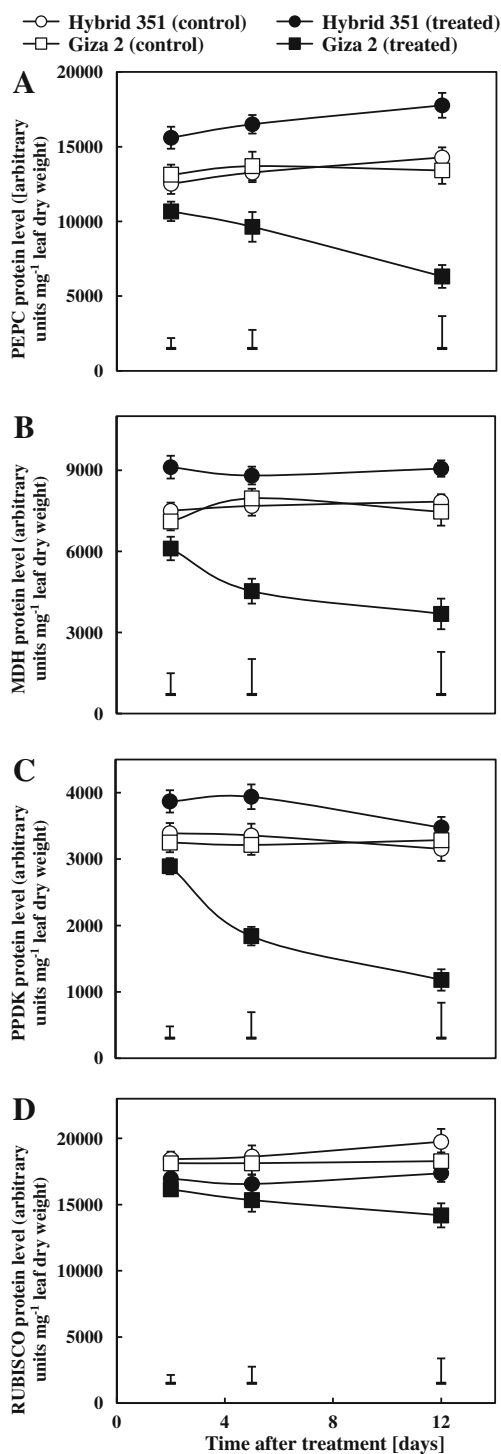 Hybrid 351 (control) Hybrid 351 (treated)
Giza 2 (control) Giza 2 (treated)
A
20000
15000
10000
5000
0
PEPC protein level ([arbitrary
units mg⁻¹ leaf dry weight)
B
9000
6000
3000
0
MDH protein level (arbitrary
units mg⁻¹ leaf dry weight)
C
4000
3000
2000
1000
0
PPDK protein level (arbitrary
units mg⁻¹ leaf dry weight)
D
20000
15000
10000
5000
0
RUBISCO protein level (arbitrary
units mg⁻¹ leaf dry weight)
0 4 8 12
Time after treatment [days]